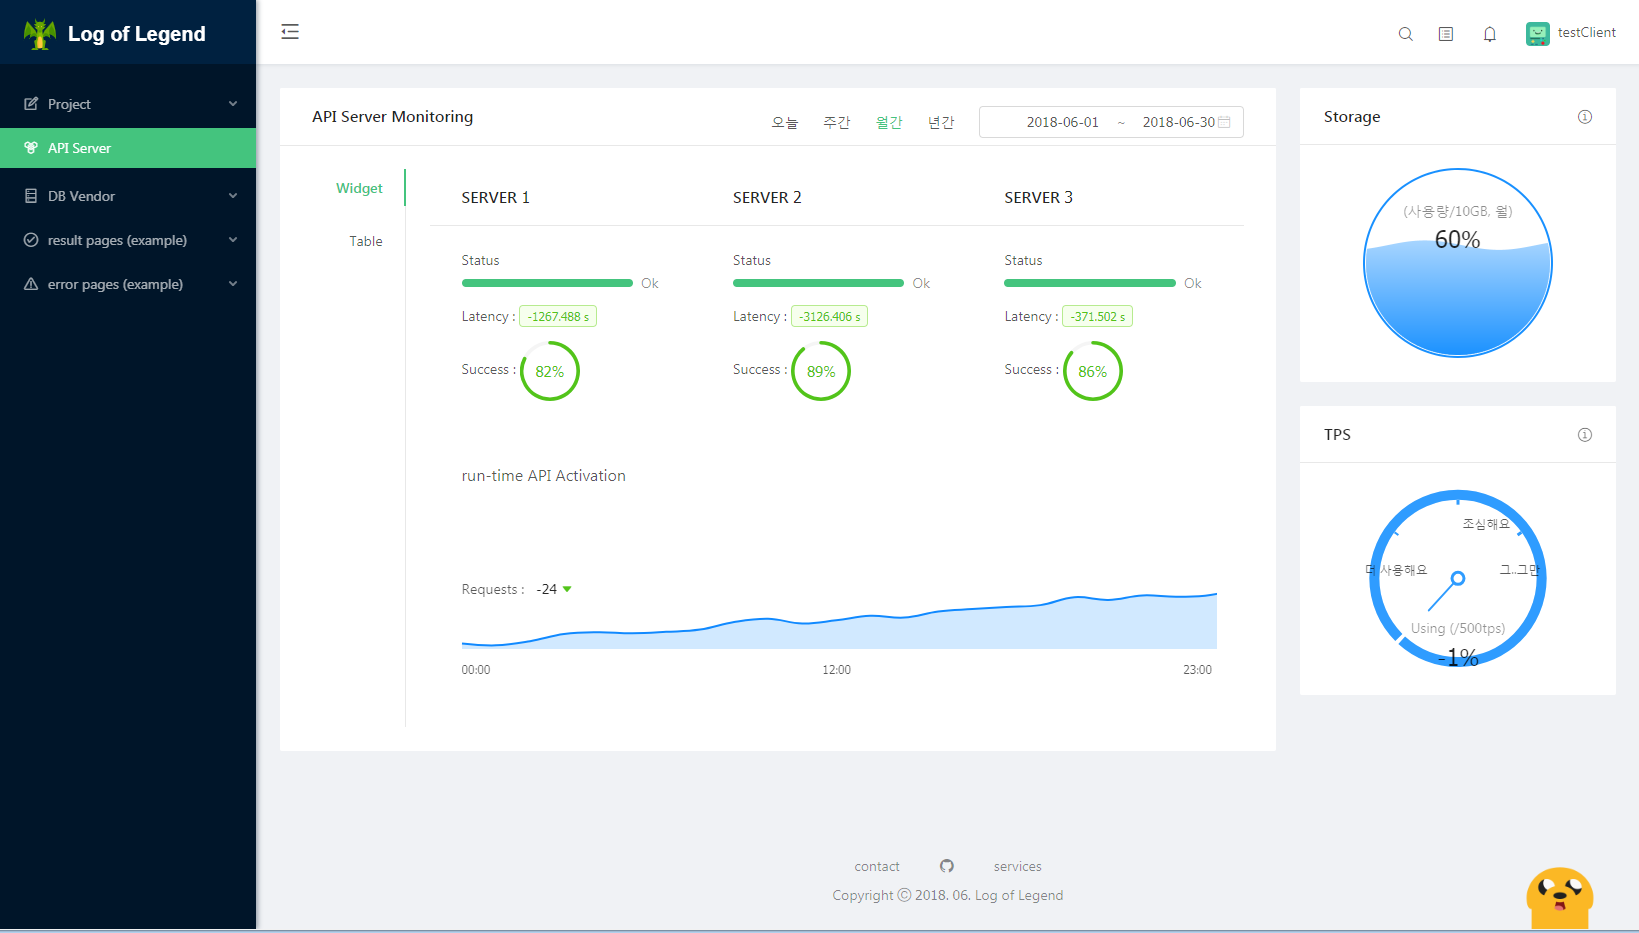 Log of Legend
testClient
Project
API Server
DB Vendor
result pages (example)
error pages (example)
API Server Monitoring
오늘 주간 월간 년간 2018-06-01 ~ 2018-06-30
Widget
Table
SERVER 1 SERVER 2 SERVER 3
Status Status Status
Ok Ok Ok
Latency : -1267.488 s Latency : -3126.406 s Latency : -371.502 s
Success : 82% Success : 89% Success : 86%
run-time API Activation
Requests : -24
00:00 12:00 23:00
Storage
(사용량/10GB, 월)
60%
TPS
조심해요
더 사용해요 그..그만
Using (/500tps)
-1%
contact services
Copyright ⓒ 2018. 06. Log of Legend